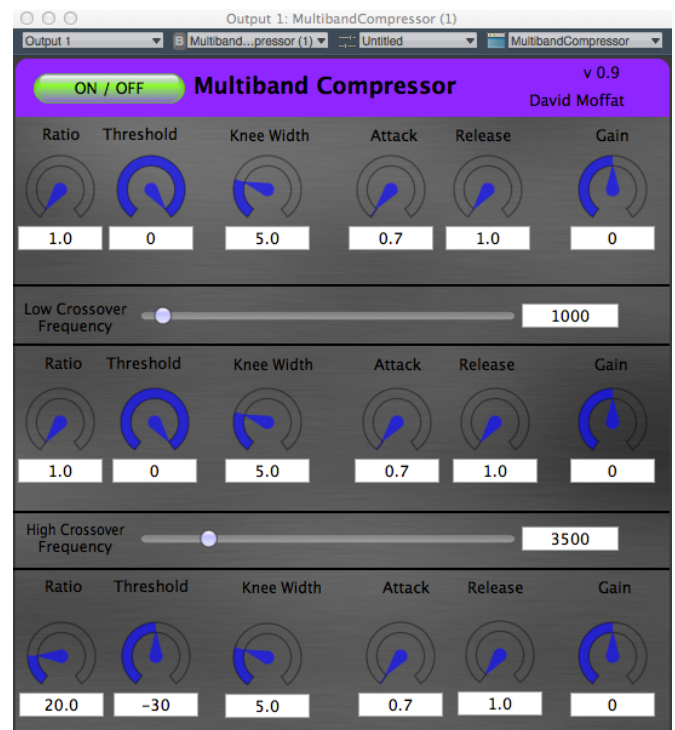 Output 1: MultibandCompressor (1)
Output 1 B Multiband...pressor (1) Untitled MultibandCompressor
ON / OFF Multiband Compressor v 0.9
David Moffat
Ratio Threshold Knee Width Attack Release Gain
1.0 0 5.0 0.7 1.0 0
Low Crossover
Frequency
1000
Ratio Threshold Knee Width Attack Release Gain
1.0 0 5.0 0.7 1.0 0
High Crossover
Frequency
3500
Ratio Threshold Knee Width Attack Release Gain
20.0 -30 5.0 0.7 1.0 0